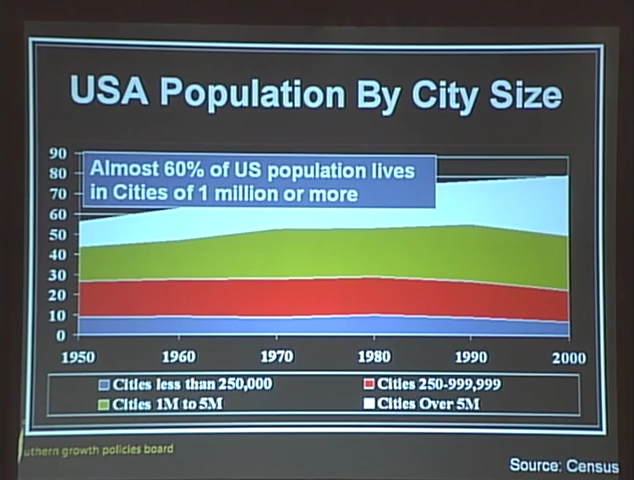 USA Population By City Size
Almost 60% of US population lives
in Cities of 1 million or more
90
80
70
60
50
40
30
20
10
0
1950 1960 1970 1980 1990 2000
Cities less than 250,000 Cities 250-999,999
Cities 1M to 5M Cities Over 5M
uthern growth policies board
Source: Census